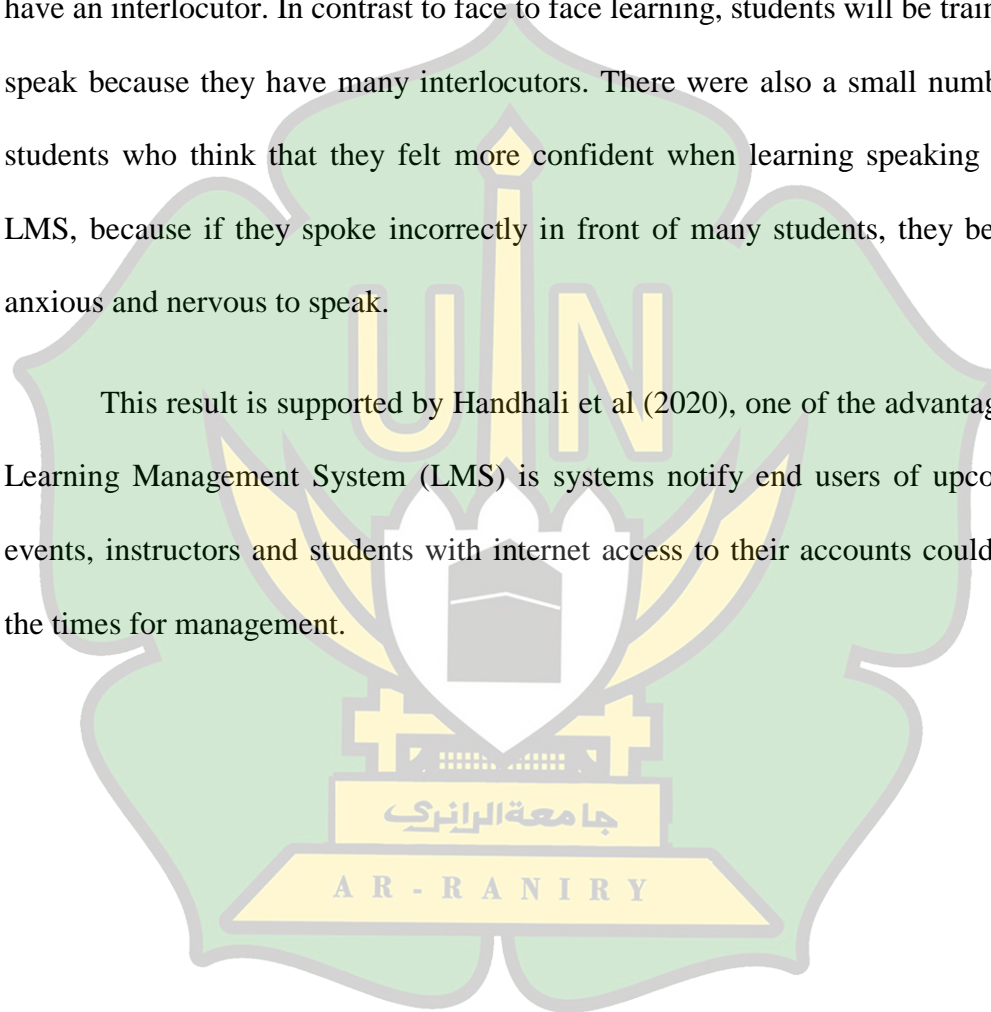 have an interlocutor. In contrast to face to face learning, students will be train
speak because they have many interlocutors. There were also a small numb
students who think that they felt more confident when learning speaking
LMS, because if they spoke incorrectly in front of many students, they be
anxious and nervous to speak.
This result is supported by Handhali et al (2020), one of the advantag
Learning Management System (LMS) is systems notify end users of upco
events, instructors and students with internet access to their accounts could
the times for management.
UIN
جامعةالرانري
AR-RANIRY